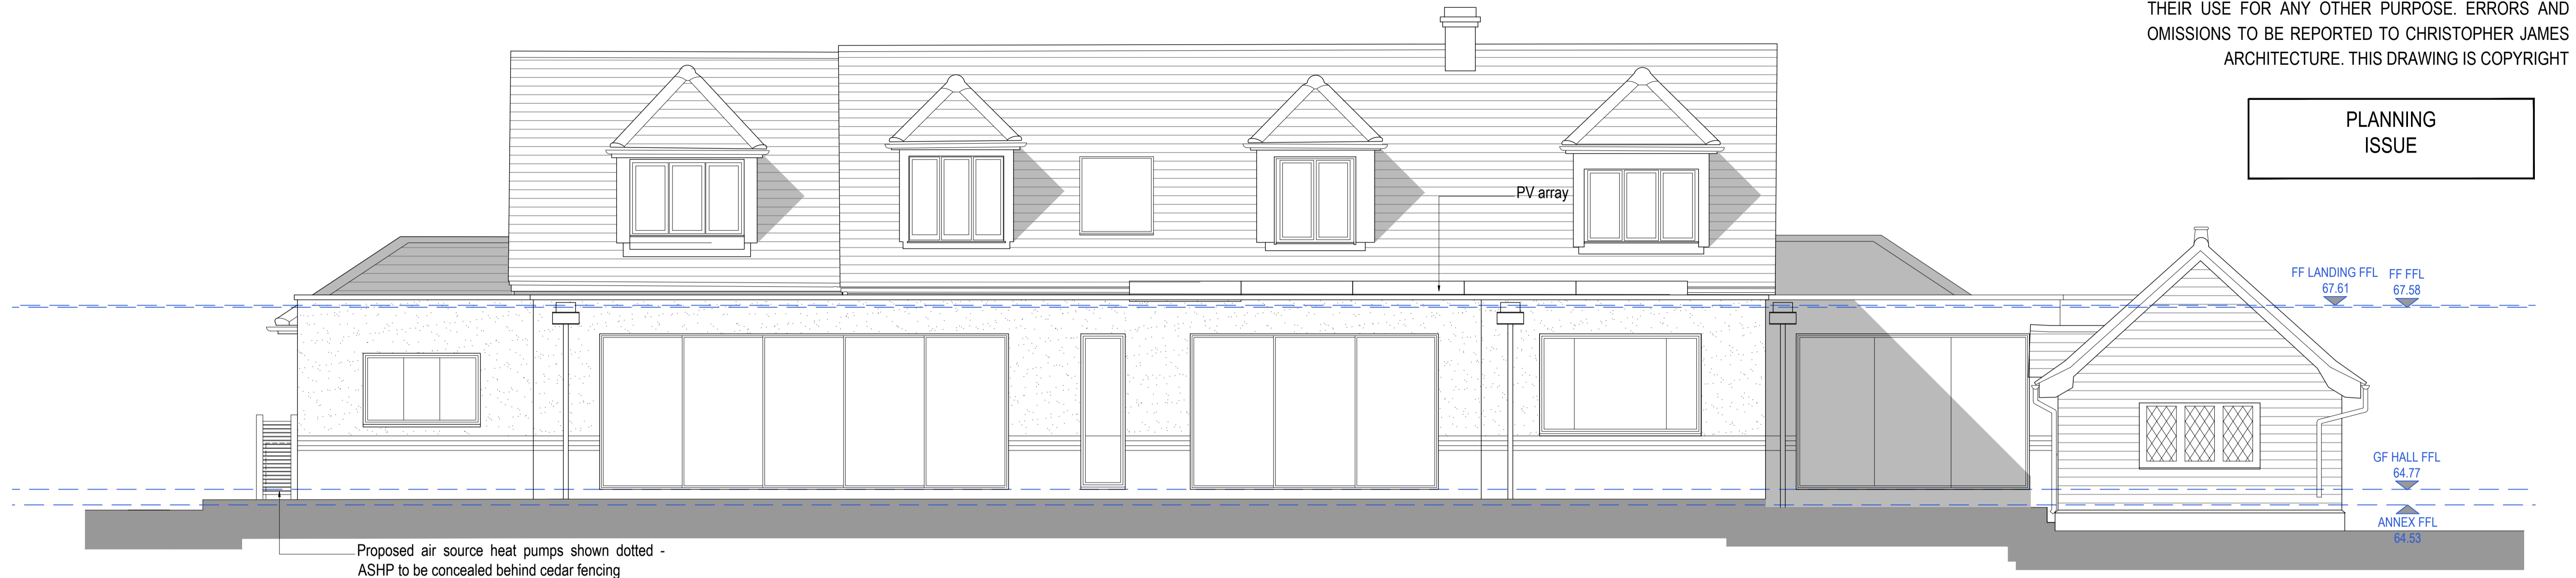 THEIR USE FOR ANY OTHER PURPOSE. ERRORS AND
OMISSIONS TO BE REPORTED TO CHRISTOPHER JAMES
ARCHITECTURE. THIS DRAWING IS COPYRIGHT
PLANNING
ISSUE
PV array
FF LANDING FFL
67.61
FF FFL
67.58
GF HALL FFL
64.77
ANNEX FFL
64.53
Proposed air source heat pumps shown dotted -
ASHP to be concealed behind cedar fencing